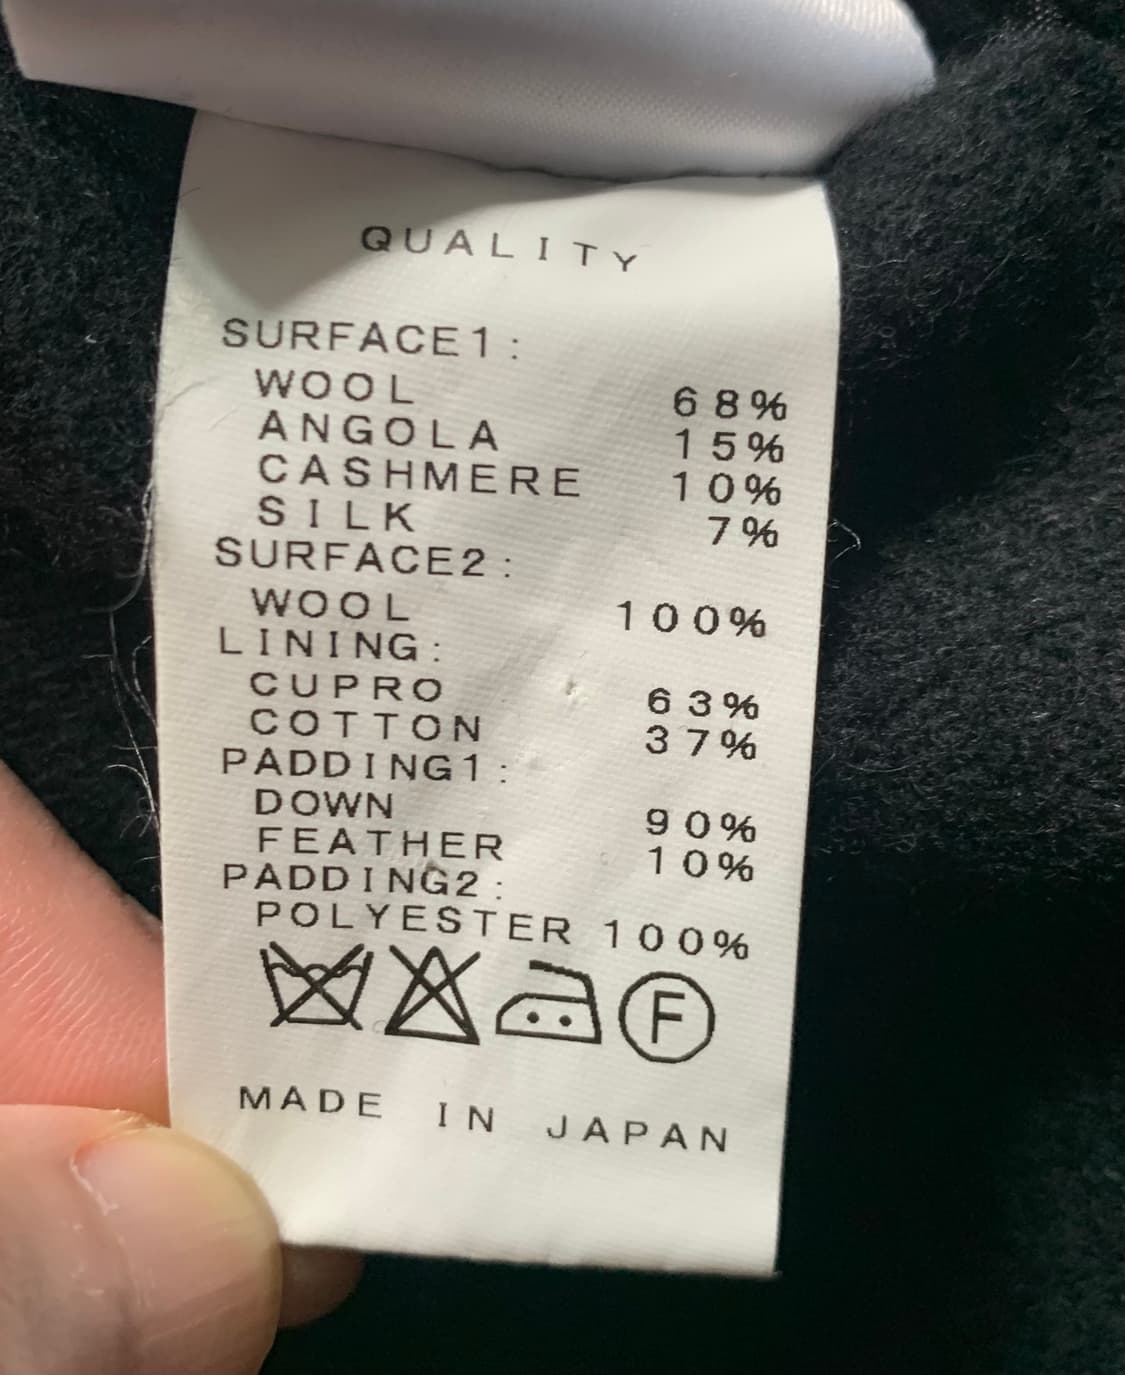 QUALITY
SURFACE1:
WOOL 68%
ANGOLA 15%
CASHMERE 10%
SILK 7%
SURFACE2:
WOOL 100%
LINING:
CUPRO 63%
COTTON 37%
PADDING1:
DOWN 90%
FEATHER 10%
PADDING2:
POLYESTER 100%
F
MADE IN JAPAN